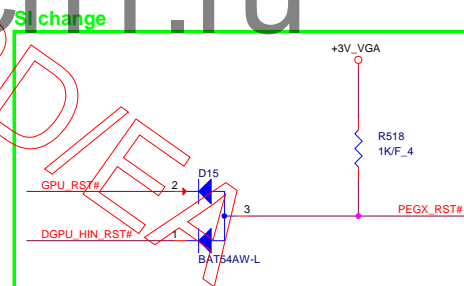 SI change
+3V_VGA
R518
1K/F_4
D15
GPU_RST#
2
3
PEGX_RST#
DGPU_HIN_RST#
1
BAT54AW-L